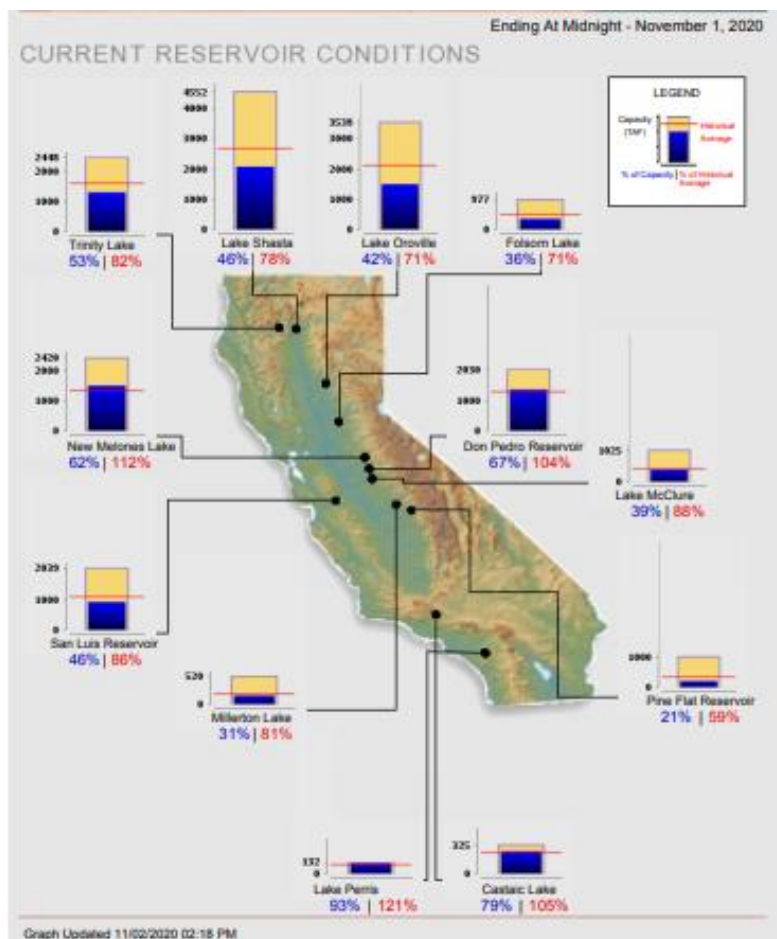 Ending At Midnight - November 1, 2020
CURRENT RESERVOIR CONDITIONS
4552
4000
3000
2000
1000
0
Lake Shasta
46% | 78%
3538
3000
2000
1000
0
Lake Oroville
42% | 71%
LEGEND
Capacity
(TAF)
Historical
Average
% of Capacity | % of Historical
Average
2448
2000
1000
0
Trinity Lake
53% | 82%
977
0
Folsom Lake
36% | 71%
2420
2000
1000
0
New Melones Lake
62% | 112%
2030
1000
0
Don Pedro Reservoir
67% | 104%
1025
0
Lake McClure
39% | 88%
2039
1000
0
San Luis Reservoir
46% | 86%
520
0
Millerton Lake
31% | 81%
1000
0
Pine Flat Reservoir
21% | 59%
132
0
Lake Perris
93% | 121%
325
0
Castaic Lake
79% | 105%
Graph Updated 11/02/2020 02:18 PM